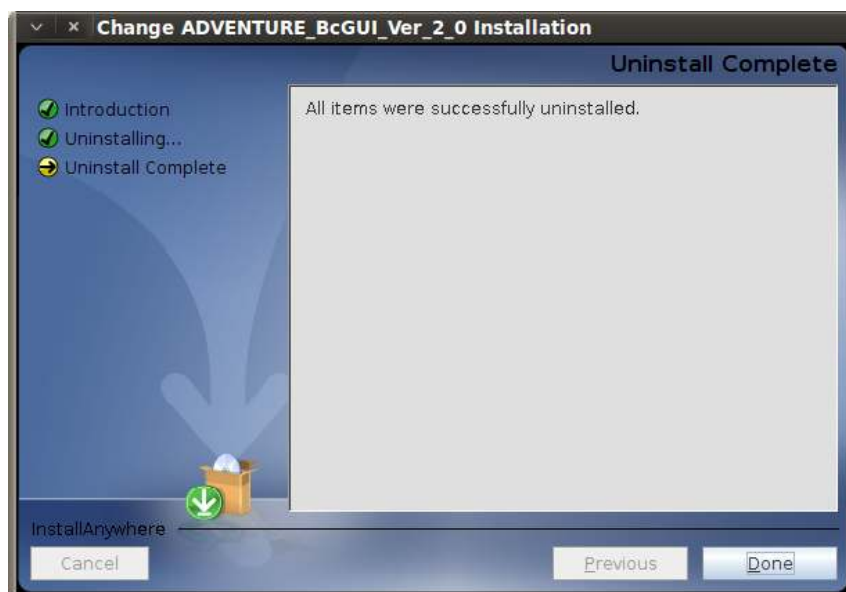 Change ADVENTURE_BcGUI_Ver_2_0 Installation
Uninstall Complete
Introduction
Uninstalling...
Uninstall Complete
All items were successfully uninstalled.
InstallAnywhere
Cancel
Previous
Done